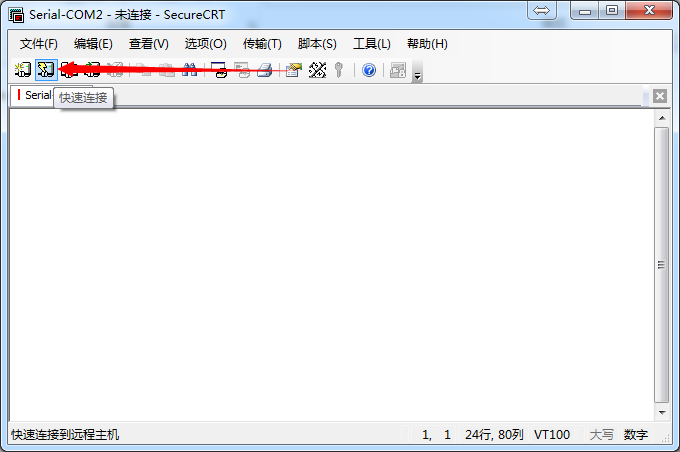 Serial-COM2 - 未连接 - SecureCRT
文件(F) 编辑(E) 查看(V) 选项(O) 传输(T) 脚本(S) 工具(L) 帮助(H)
Serial-
快速连接
快速连接到远程主机 1, 1 24行, 80列 VT100 大写 数字